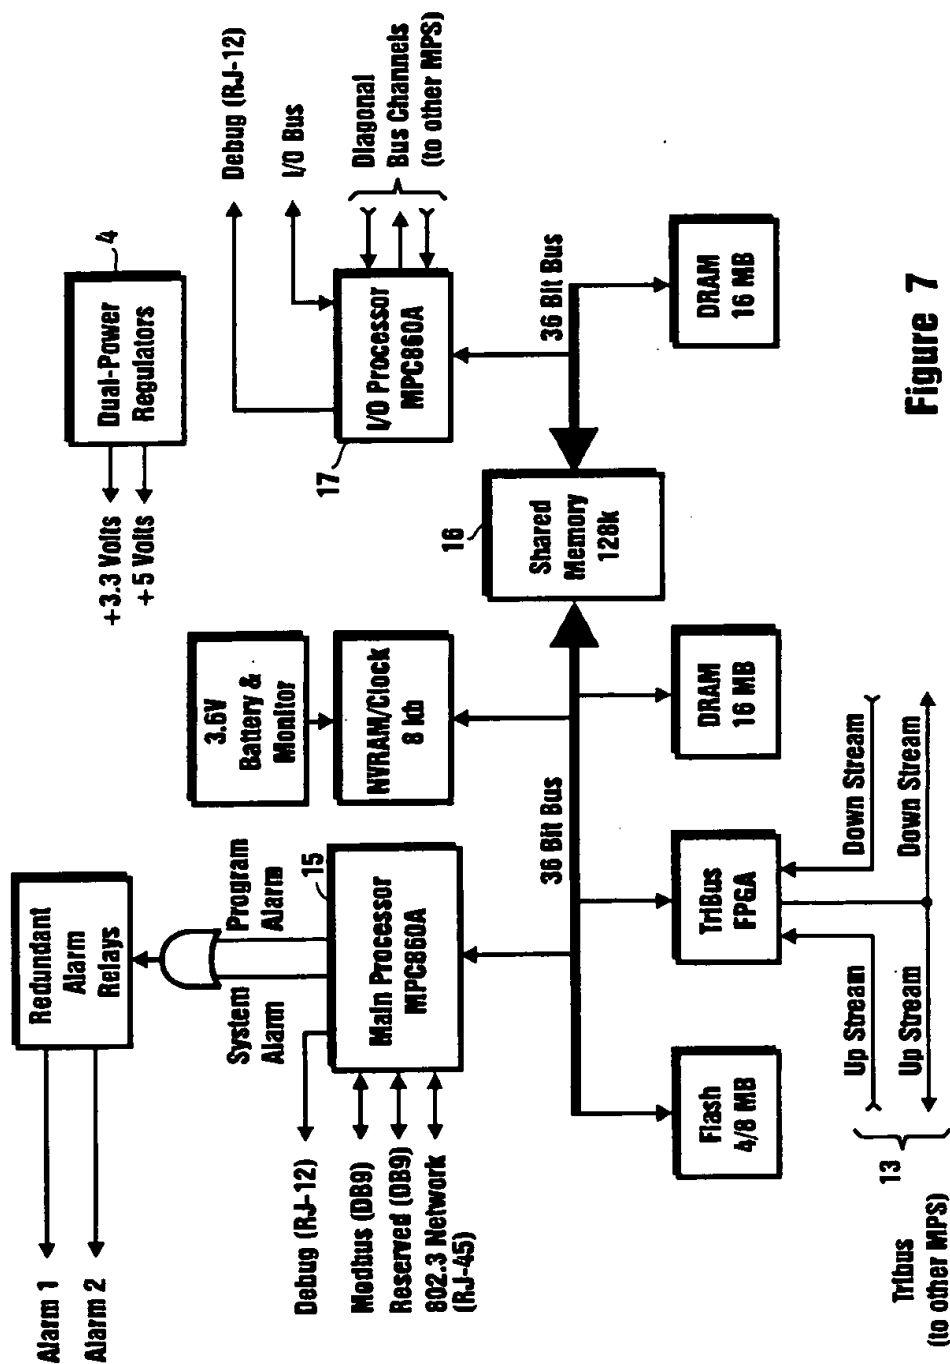 Alarm 1
Alarm 2
Redundant
Alarm
Relays
System
Alarm
Program
Alarm
Debug (RJ-12)
Modbus (DB9)
Reserved (DB9)
802.3 Network
(RJ-45)
15
Main Processor
MPC860A
3.6V
Battery &
Monitor
NVRAM/Clock
8 kb
+3.3 Volts
+5 Volts
Dual-Power
Regulators
4
Debug (RJ-12)
I/O Bus
Diagonal
Bus Channels
(to other MPS)
17
I/O Processor
MPC860A
36 Bit Bus
36 Bit Bus
16
Shared
Memory
128k
Flash
4/8 MB
TriBus
FPGA
DRAM
16 MB
DRAM
16 MB
Up Stream
Down Stream
Up Stream
Down Stream
13
Tribus
(to other MPS)
Figure 7